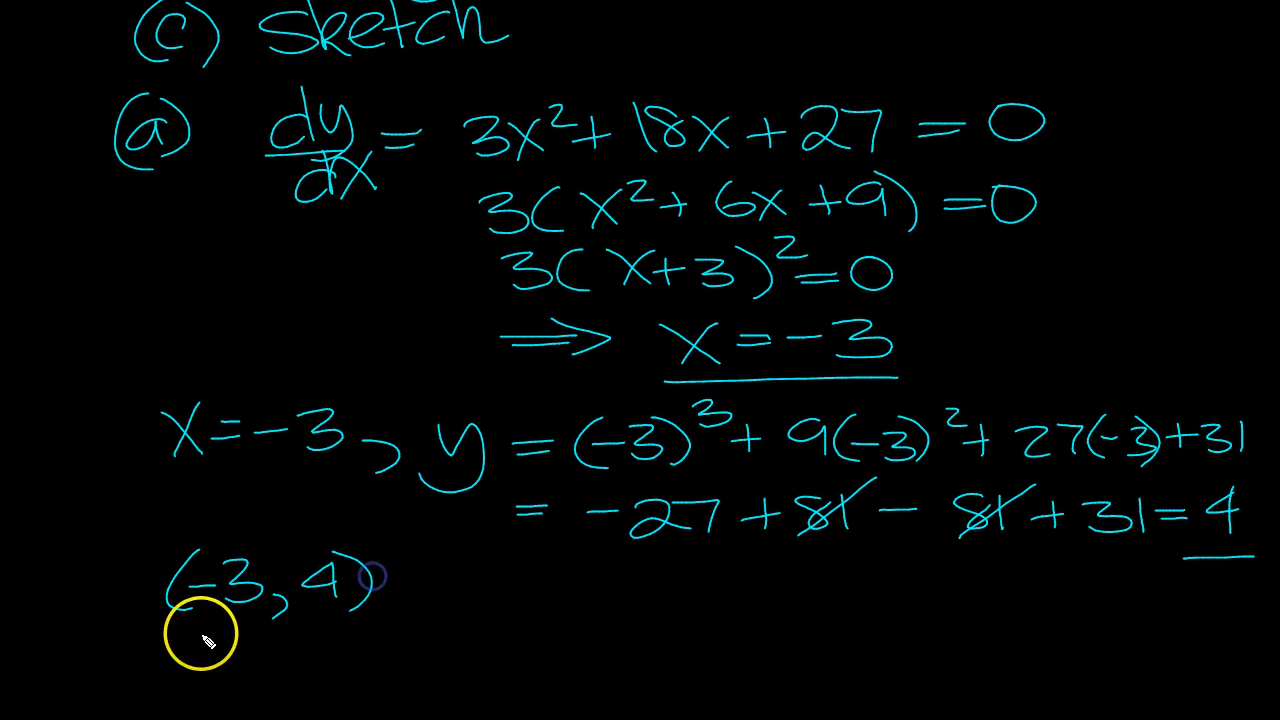 (c) Sketch
(a) dy/dx = 3x² + 18x + 27 = 0
3(x² + 6x + 9) = 0
3(x + 3)² = 0
⟹ x = -3
x = -3, y = (-3)³ + 9(-3)² + 27(-3) + 31
= -27 + 81 - 81 + 31 = 4
(-3, 4)